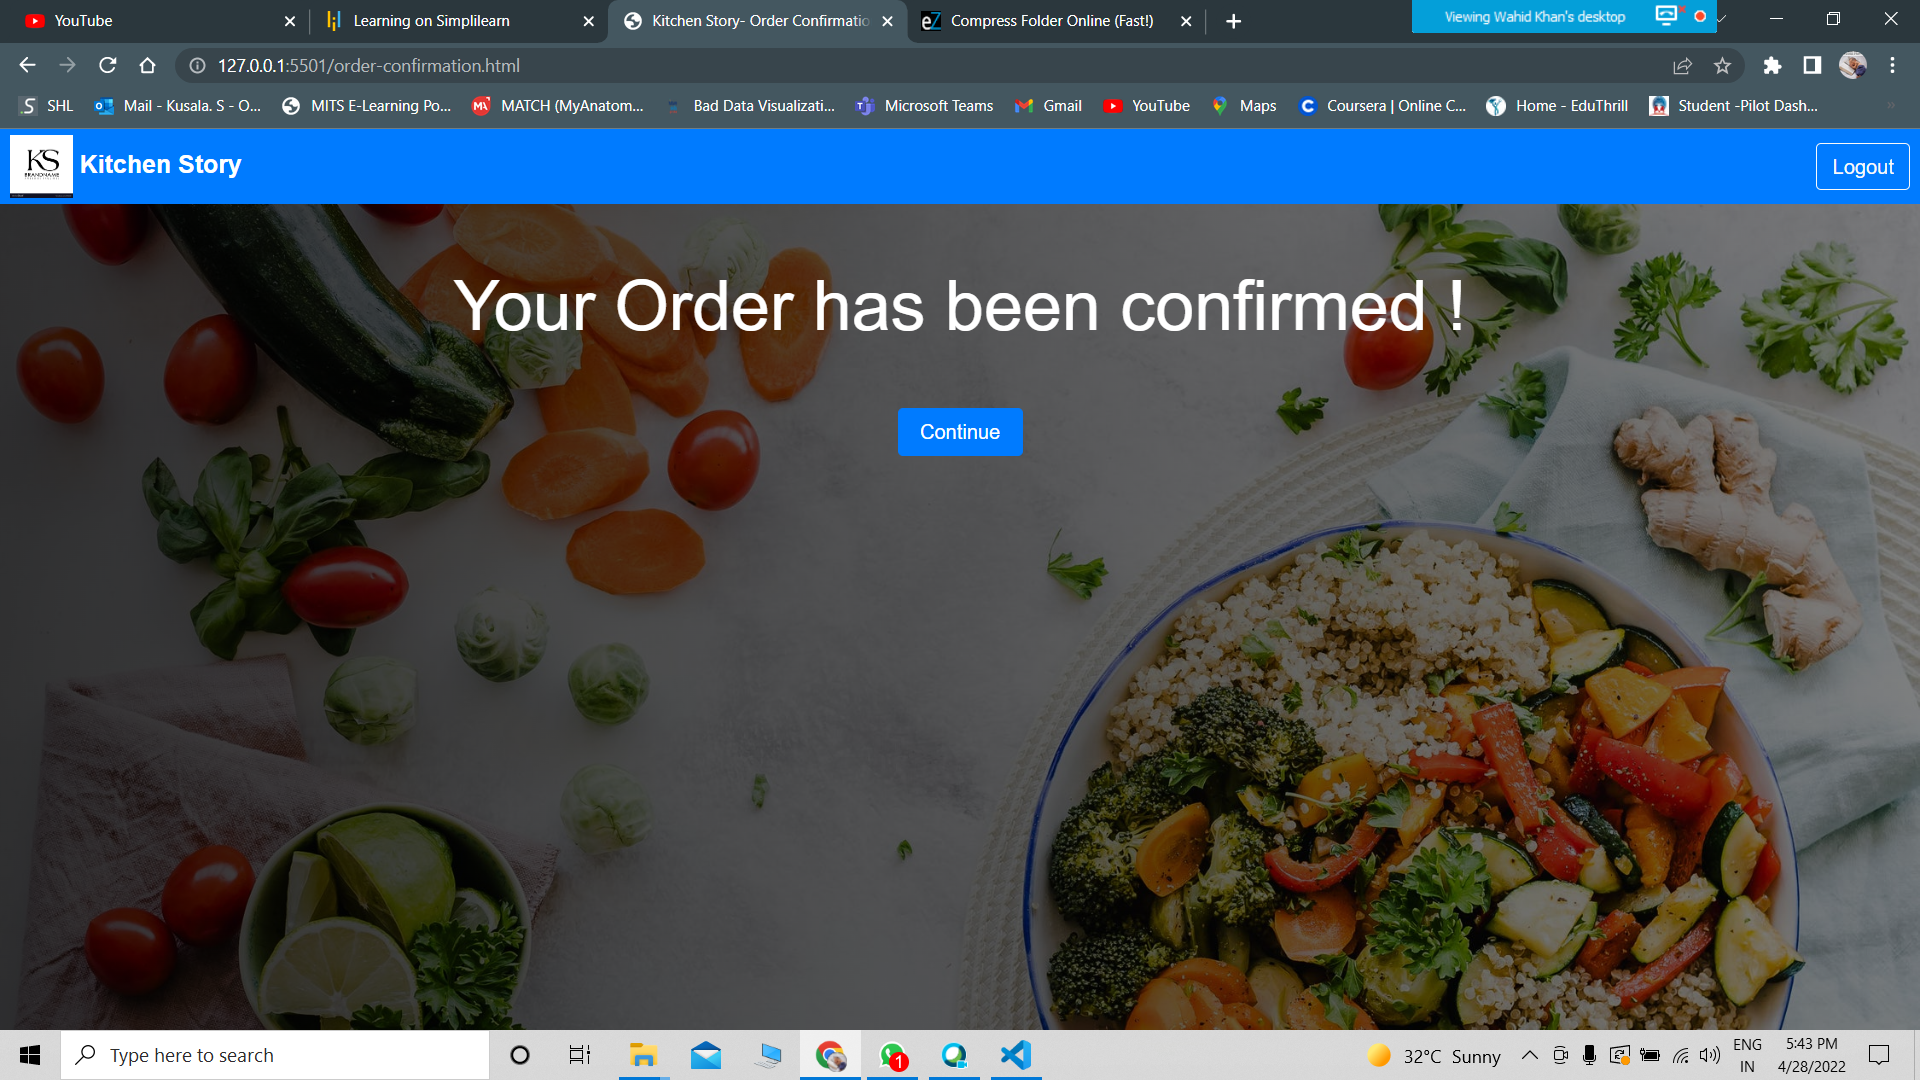 YouTube
Learning on Simplilearn
Kitchen Story- Order Confirmatio
eZ Compress Folder Online (Fast!)
Viewing Wahid Khan's desktop
127.0.0.1:5501/order-confirmation.html
SHL
Mail - Kusala. S - O...
MITS E-Learning Po...
MATCH (MyAnatom...
Bad Data Visualizati...
Microsoft Teams
Gmail
YouTube
Maps
Coursera | Online C...
Home - EduThrill
Student -Pilot Dash...
KS
BRANDNAME
Kitchen Story
Logout
Your Order has been confirmed !
Continue
Type here to search
1
32°C Sunny
ENG
IN
5:43 PM
4/28/2022